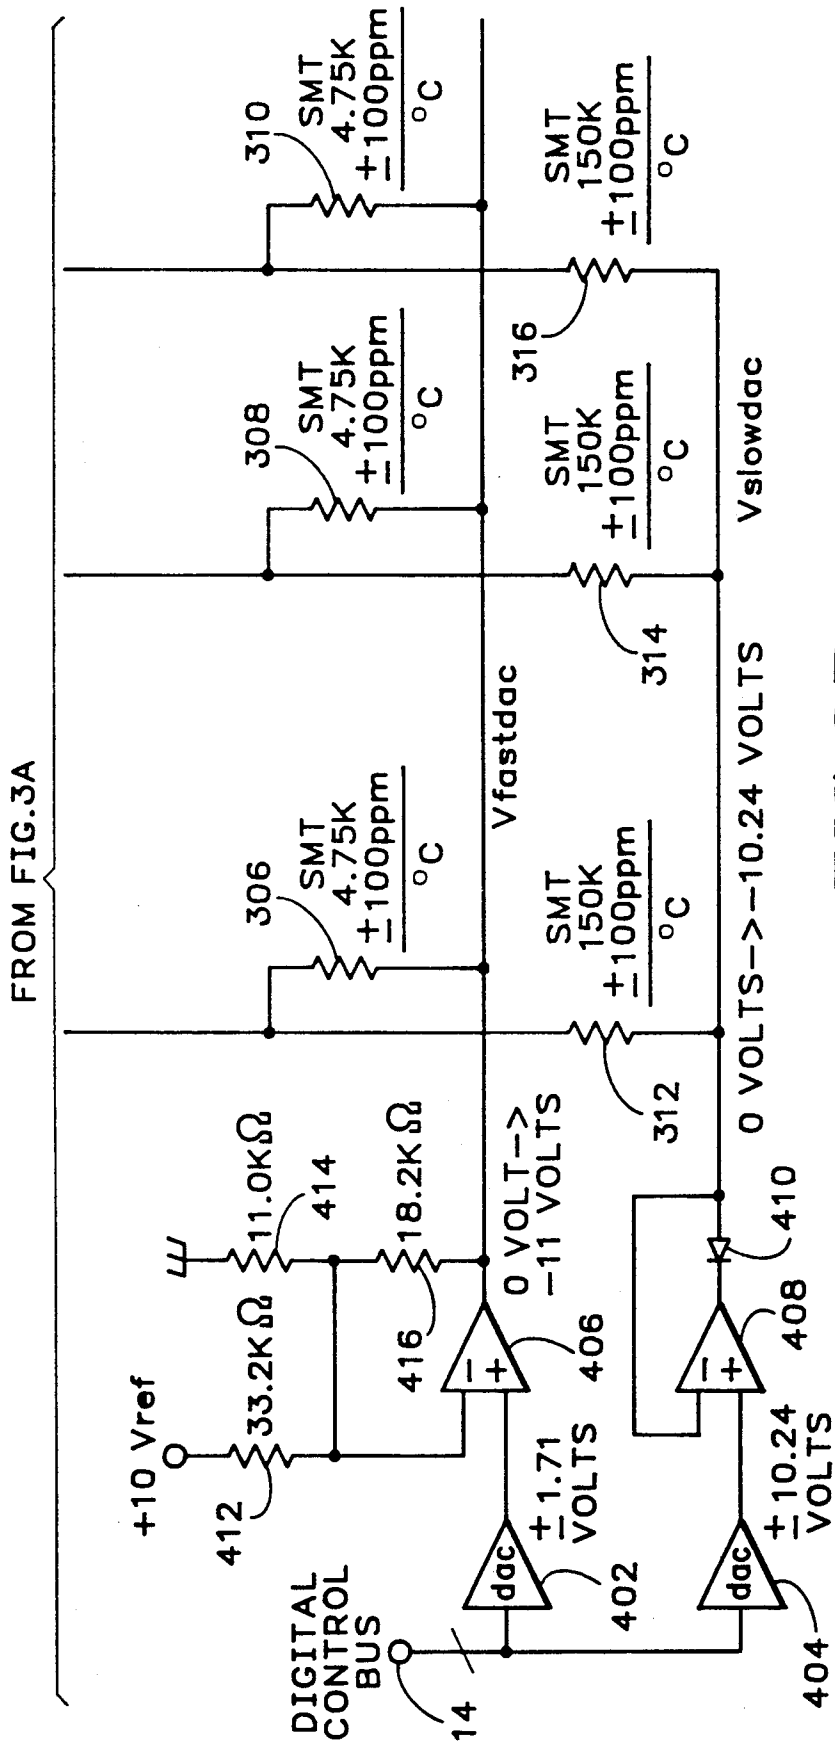 FROM FIG.3A
310
SMT
4.75K
±100ppm
°C
308
SMT
4.75K
±100ppm
°C
306
SMT
4.75K
±100ppm
°C
SMT
150K
±100ppm
°C
316
SMT
150K
±100ppm
°C
314
SMT
150K
±100ppm
°C
312
Vfastdac
Vslowdac
0 VOLTS—>—10.24 VOLTS
+10 Vref
33.2KΩ
412
11.0KΩ
414
18.2KΩ
416
0 VOLT—>
-11 VOLTS
−
+
406
−
+
408
410
DIGITAL
CONTROL
BUS
14
dac
402
±1.71
VOLTS
dac
404
±10.24
VOLTS